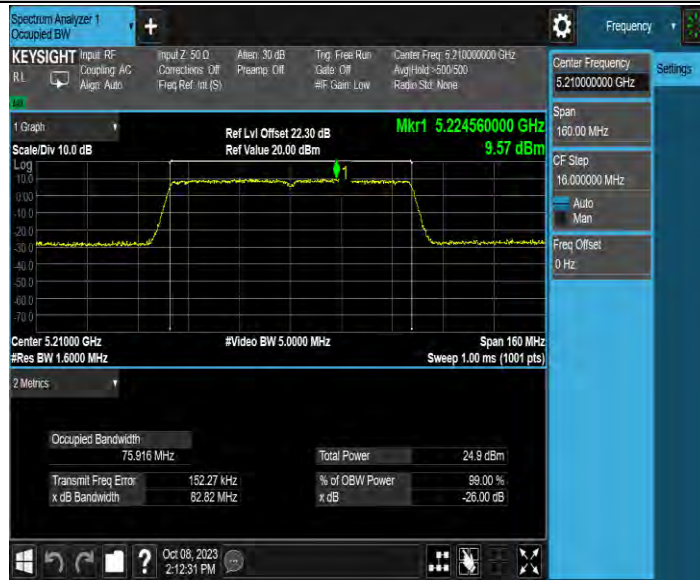 Spectrum Analyzer 1
Occupied BW
+
Frequency
KEYSIGHT Input: RF
RL
Coupling: AC
Align: Auto
Input Z: 50 Ω
Corrections: Off
Freq Ref: Int (S)
Atten: 30 dB
Preamp: Off
Trig: Free Run
Gate: Off
#IF Gain: Low
Center Freq: 5.210000000 GHz
Avg|Hold:>500/500
Radio Std: None
Center Frequency
5.210000000 GHz
Settings
Span
160.00 MHz
CF Step
16.000000 MHz
Auto
Man
Freq Offset
0 Hz
1 Graph
Scale/Div 10.0 dB
Ref Lvl Offset 22.30 dB
Ref Value 20.00 dBm
Mkr1 5.224560000 GHz
9.57 dBm
Log
10.0
0.00
-10.0
-20.0
-30.0
-40.0
-50.0
-60.0
-70.0
1
Center 5.21000 GHz
#Video BW 5.0000 MHz
Span 160 MHz
#Res BW 1.6000 MHz
Sweep 1.00 ms (1001 pts)
2 Metrics
Occupied Bandwidth
75.916 MHz
Total Power 24.9 dBm
Transmit Freq Error 152.27 kHz
% of OBW Power 99.00 %
x dB Bandwidth 82.82 MHz
x dB -26.00 dB
?
Oct 08, 2023
2:12:31 PM